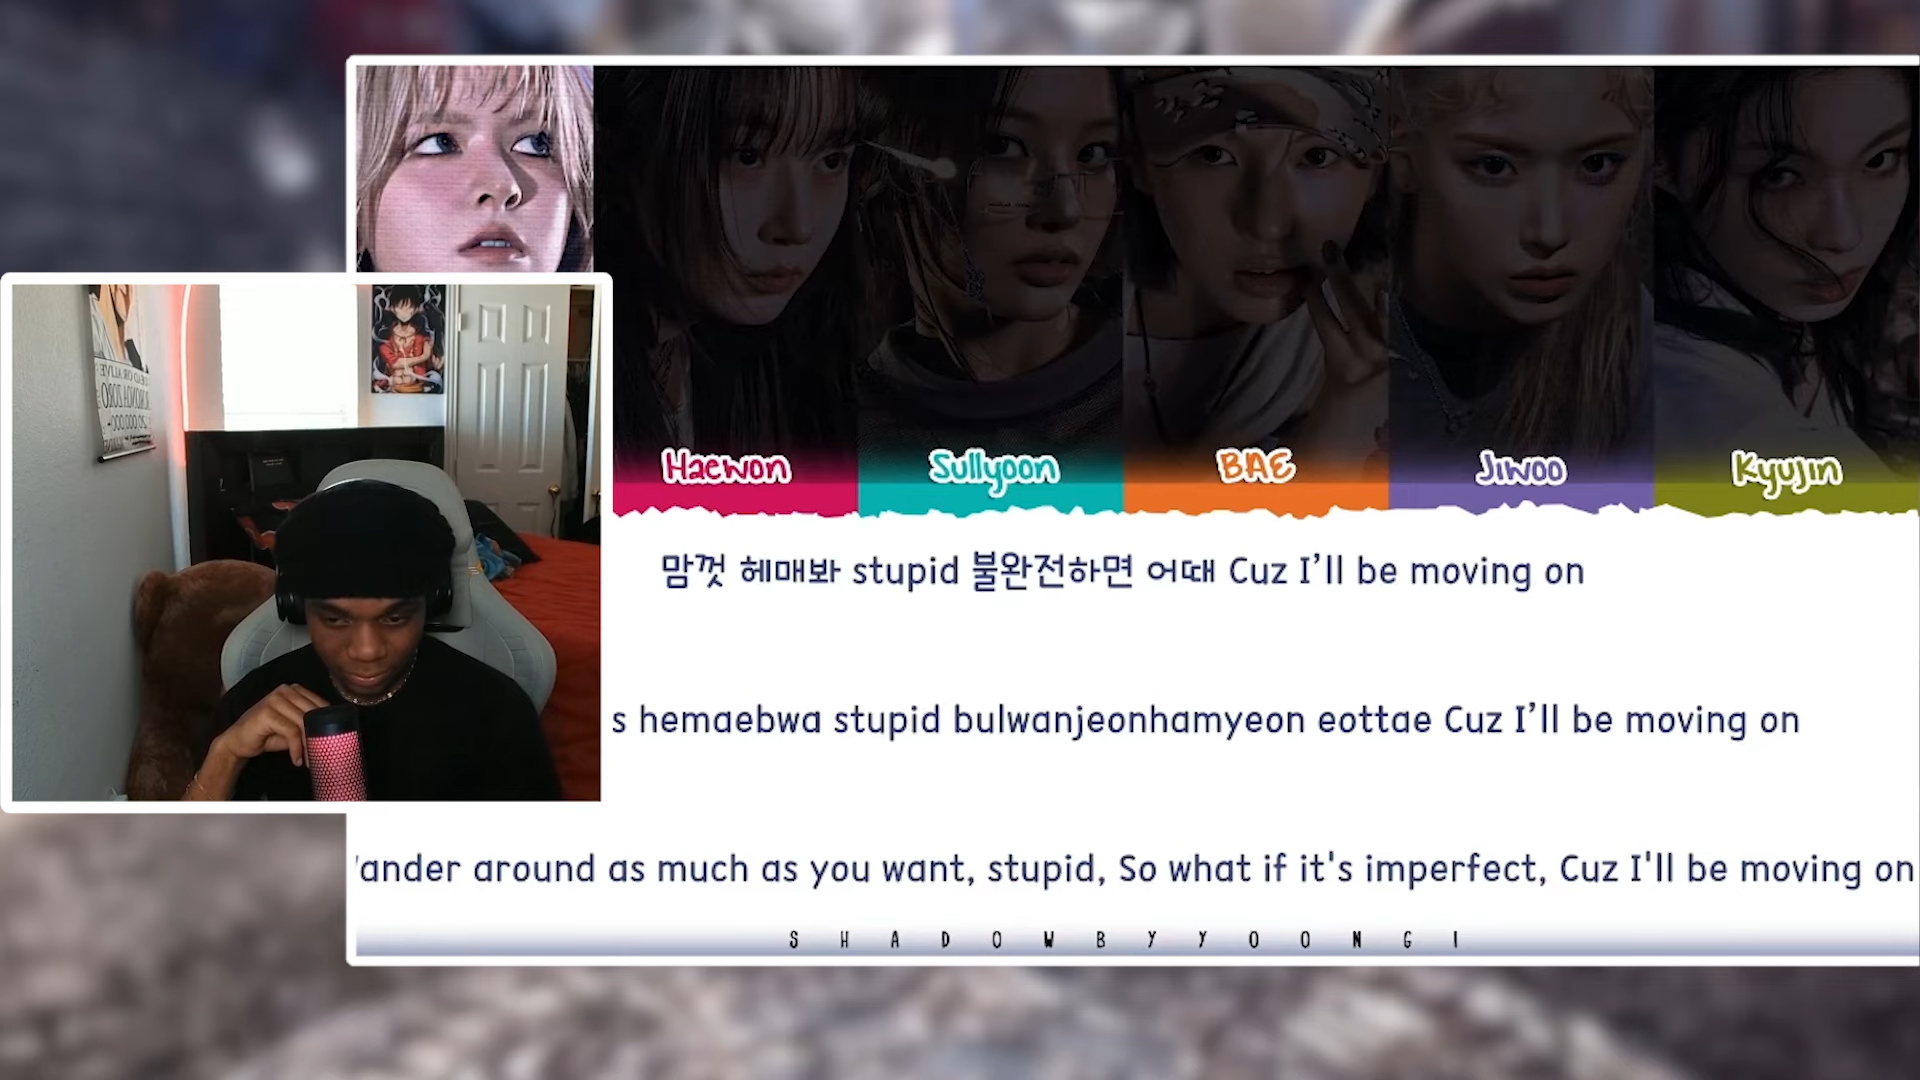 Haewon Sullyoon BAE Jiwoo Kyujin
맘껏 헤매봐 stupid 불완전하면 어때 Cuz I’ll be moving on
s hemaebwa stupid bulwanjeonhamyeon eottae Cuz I’ll be moving on
ander around as much as you want, stupid, So what if it's imperfect, Cuz I'll be moving on
SHADOWBYYOONGI